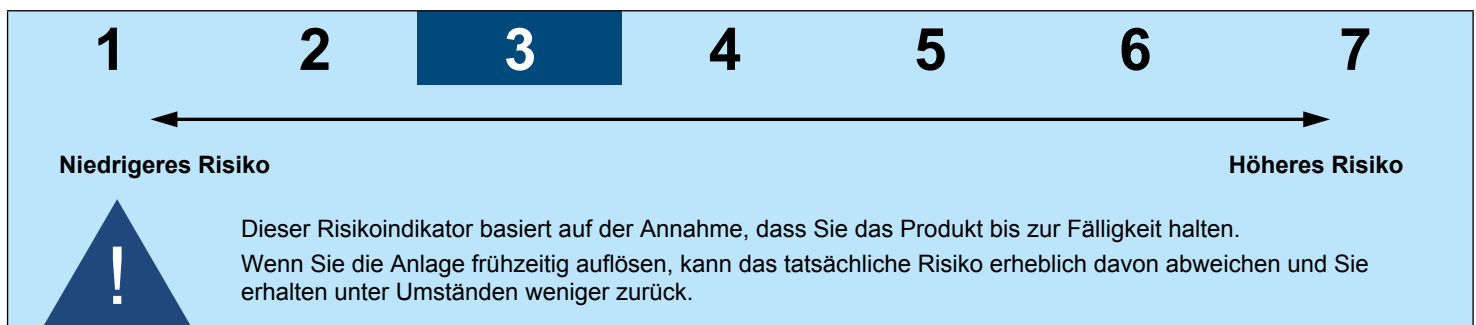 1 2 3 4 5 6 7
Niedrigeres Risiko Höheres Risiko
! Dieser Risikoindikator basiert auf der Annahme, dass Sie das Produkt bis zur Fälligkeit halten.
Wenn Sie die Anlage frühzeitig auflösen, kann das tatsächliche Risiko erheblich davon abweichen und Sie
erhalten unter Umständen weniger zurück.